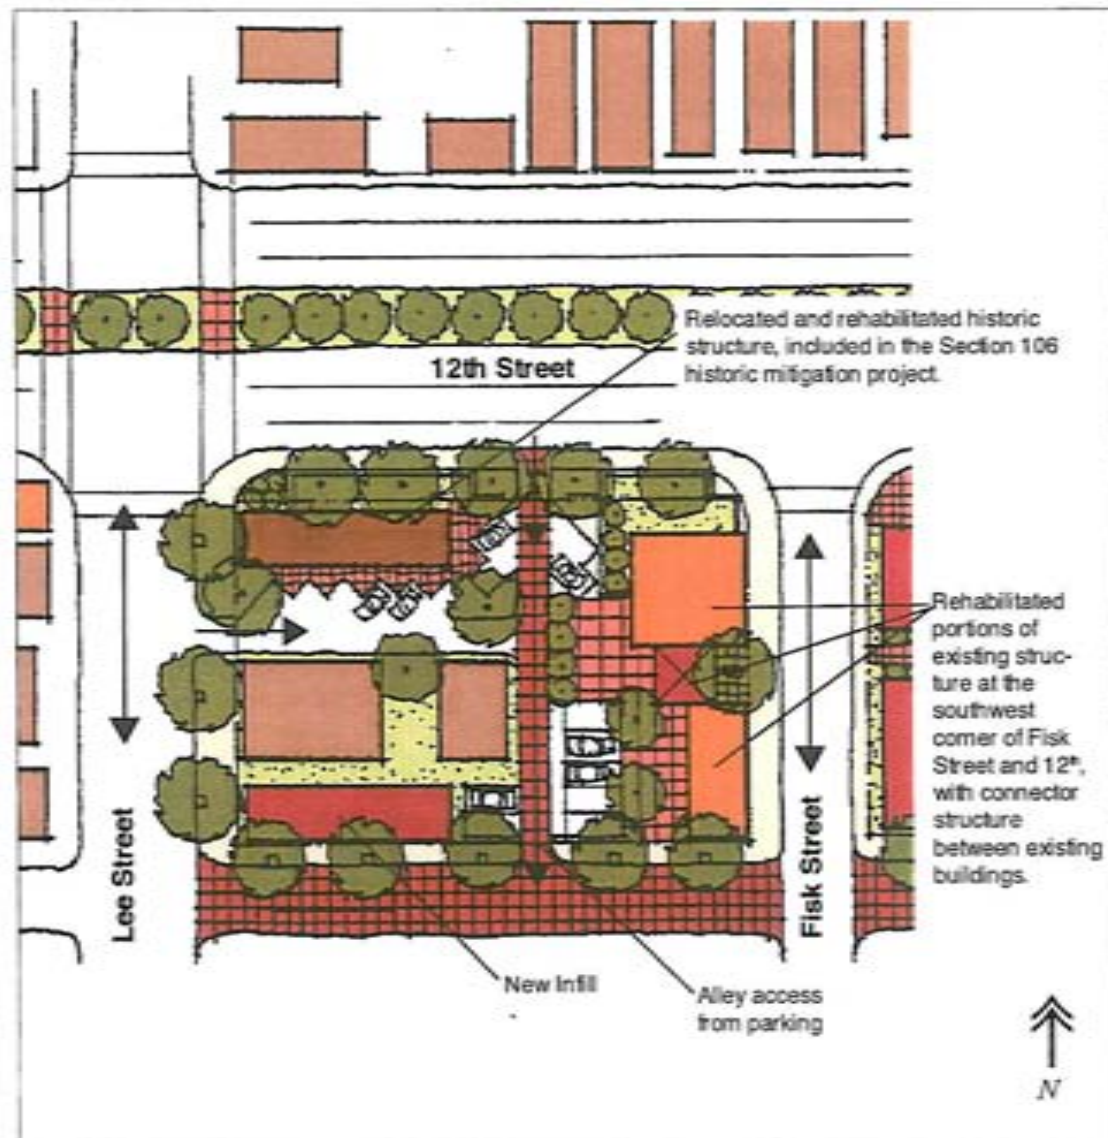 Relocated and rehabilitated historic
structure, included in the Section 106
historic mitigation project.
12th Street
Rehabilitated
portions of
existing struc-
ture at the
southwest
corner of Fisk
Street and 12th,
with connector
structure
between existing
buildings.
Lee Street
Fisk Street
New Infill
Alley access
from parking
N